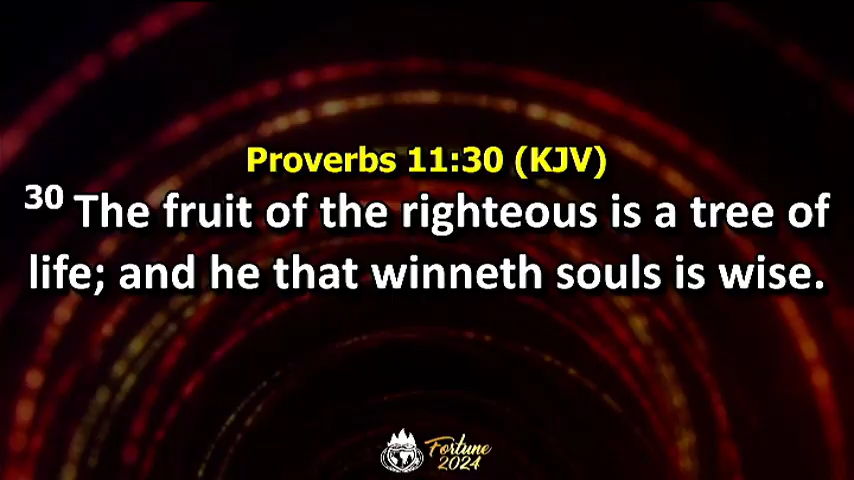 Proverbs 11:30 (KJV)
30 The fruit of the righteous is a tree of
life; and he that winneth souls is wise.
Fortune
2024